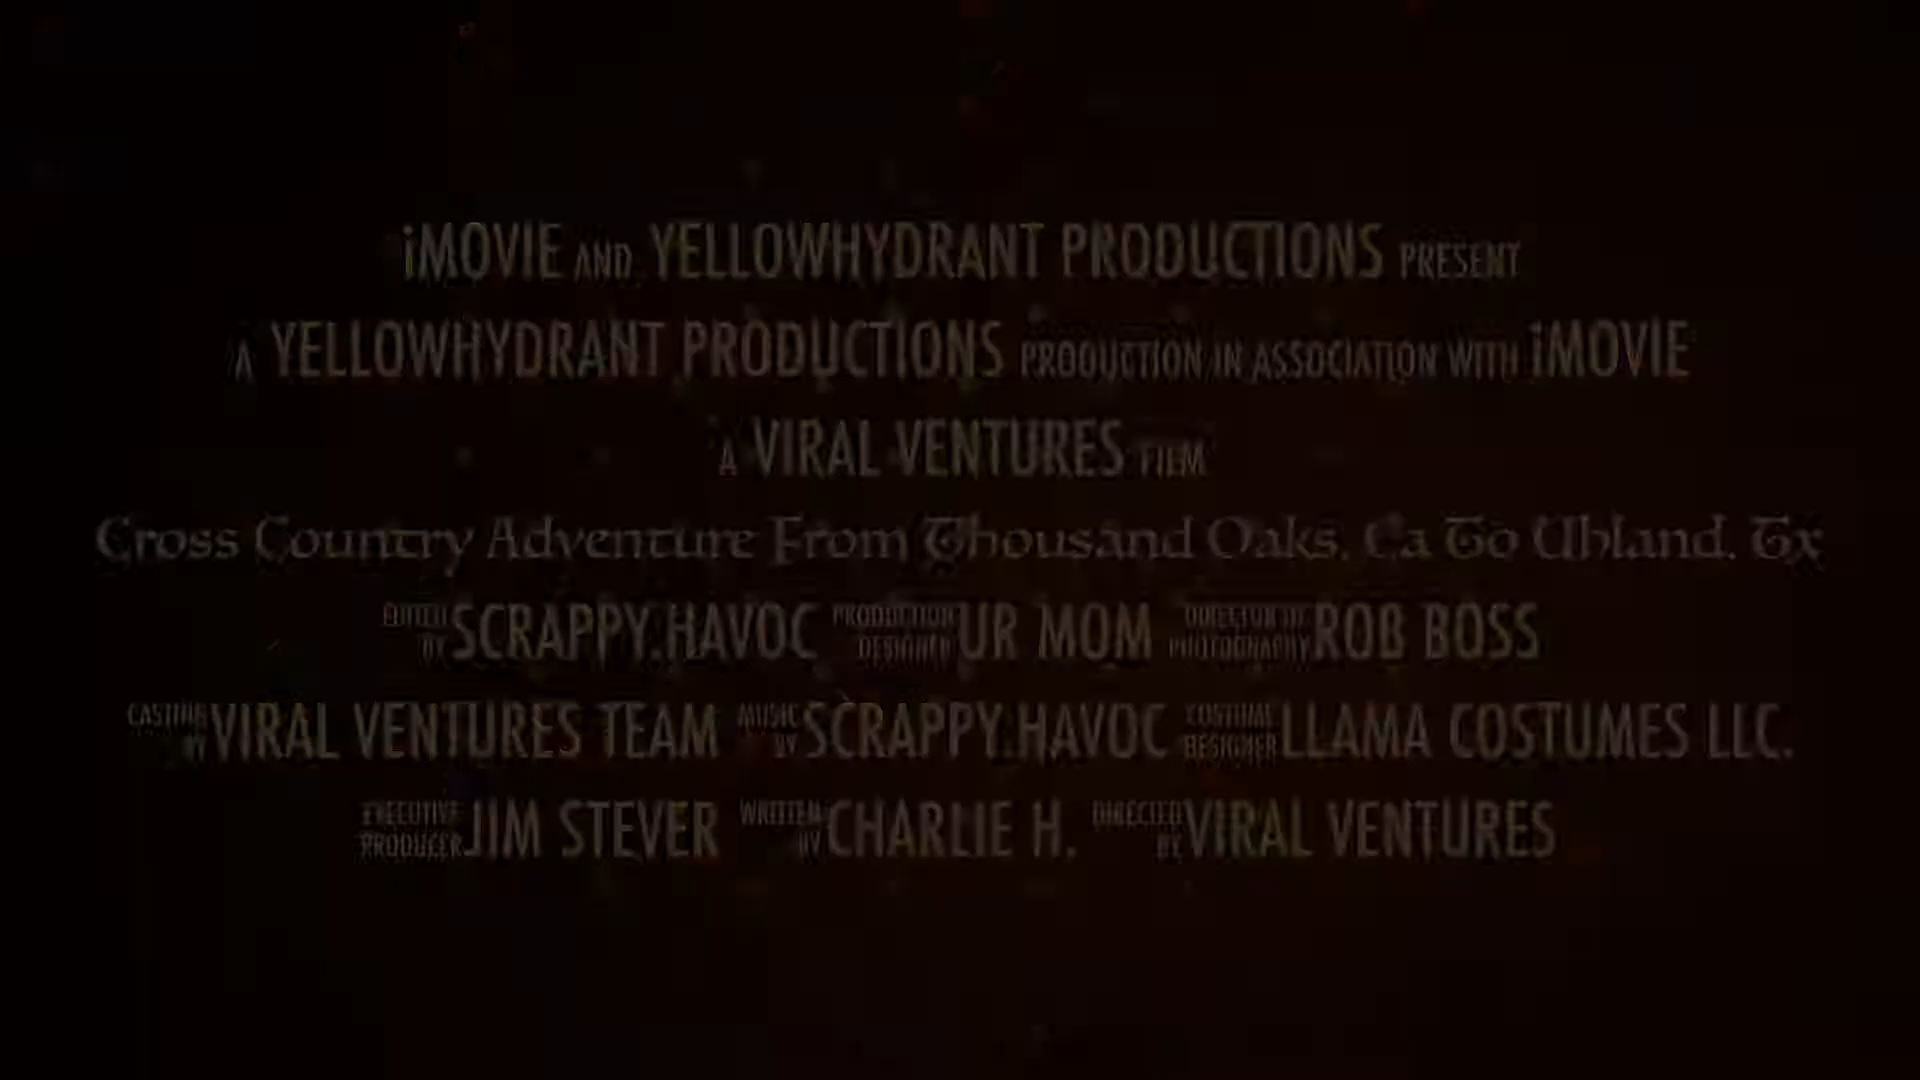 iMOVIE AND YELLOWHYDRANT PRODUCTIONS PRESENT
A YELLOWHYDRANT PRODUCTIONS PRODUCTION IN ASSOCIATION WITH iMOVIE
A VIRAL VENTURES FILM
Cross Country Adventure From Thousand Oaks, Ca To Uhland, Tx
EDITED BY SCRAPPY.HAVOC PRODUCTION DESIGNER UR MOM DIRECTOR OF PHOTOGRAPHY ROB BOSS
CASTING BY VIRAL VENTURES TEAM MUSIC BY SCRAPPY.HAVOC COSTUME DESIGNER LLAMA COSTUMES LLC.
EXECUTIVE PRODUCER JIM STEVER WRITTEN BY CHARLIE H. DIRECTED BY VIRAL VENTURES